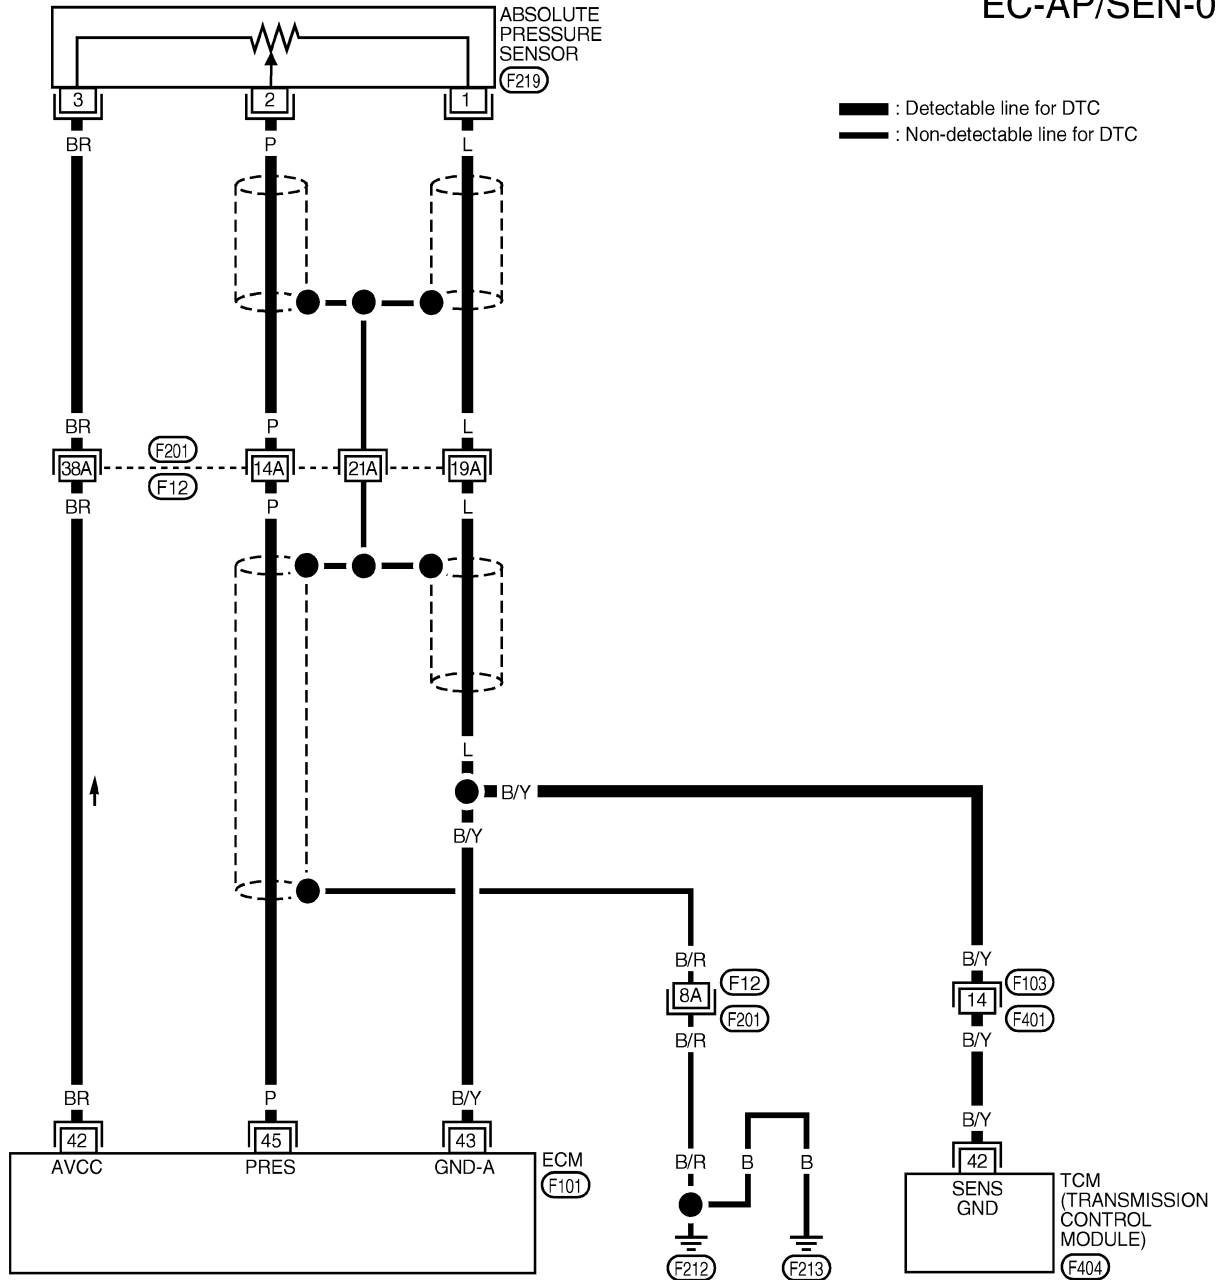 EC-AP/SEN-0
ABSOLUTE
PRESSURE
SENSOR
F219
3
2
1
: Detectable line for DTC
: Non-detectable line for DTC
BR
P
L
BR
P
L
F201
38A
14A
21A
19A
F12
BR
P
L
L
B/Y
B/Y
B/R
B/Y
8A
F12
F201
14
F103
F401
B/R
B/Y
BR
P
B/Y
B/Y
42
45
43
AVCC
PRES
GND-A
ECM
F101
B/R
B
B
42
SENS
GND
TCM
(TRANSMISSION
CONTROL
MODULE)
F404
F212
F213